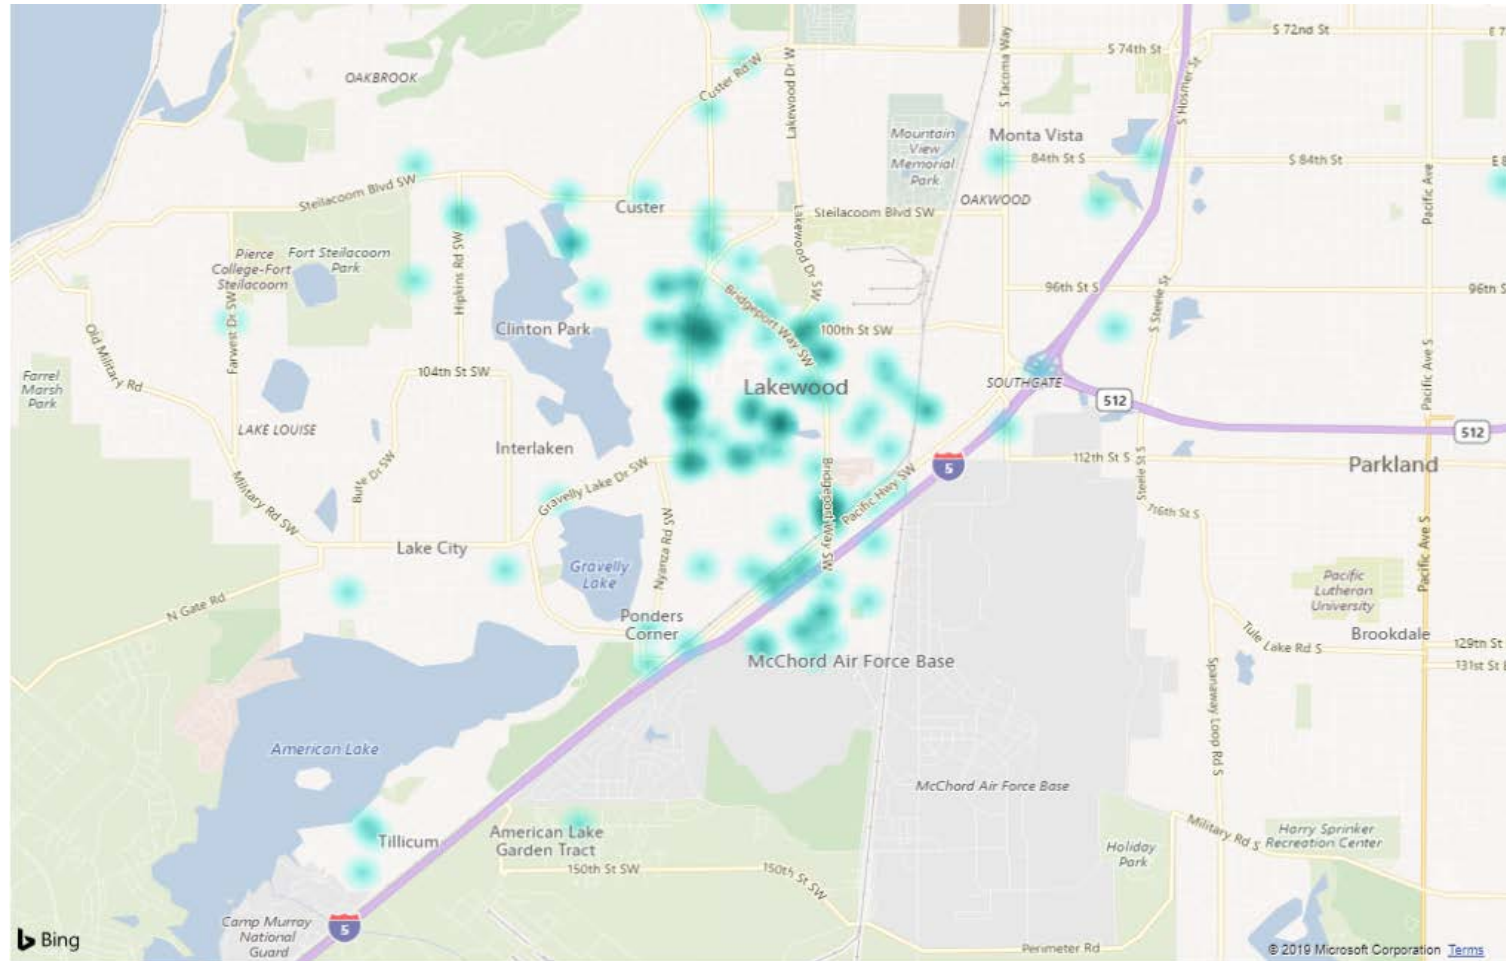 S 72nd St
E 7
S 74th St
OAKBROOK
Custer Rd W
Lakewood Dr W
S Tacoma Way
S Hosmer St
Mountain
View
Memorial
Park
Monta Vista
84th St S
S 84th St
E 8
Steilacoom Blvd SW
Custer
Steilacoom Blvd SW
OAKWOOD
Pacific Ave
Pierce
College-Fort
Steilacoom
Fort Steilacoom
Park
Hipkins Rd SW
Lakewood Dr SW
96th St S
96th S
Farwest Dr SW
Clinton Park
Bridgeport Way SW
100th St SW
S Steele St
Old Military Rd
Farrel
Marsh
Park
104th St SW
Lakewood
SOUTHGATE
512
Pacific Ave S
LAKE LOUISE
512
Interlaken
Butte Dr SW
Gravelly Lake Dr SW
5
112th St S
Parkland
Military Rd SW
Bridgeport Way SW
Pacific Hwy SW
Steele St S
116th St S
Nyanza Rd SW
Lake City
Gravelly
Lake
Pacific Ave S
Pacific
Lutheran
University
N Gate Rd
Ponders
Corner
Tule Lake Rd S
Brookdale
129th St
131st St
McChord Air Force Base
Spanaway Loop Rd S
American Lake
McChord Air Force Base
Tillicum
American Lake
Garden Tract
150th St SW
150th St SW
Holiday
Park
Military Rd S
Harry Sprinker
Recreation Center
Camp Murray
National
Guard
5
Perimeter Rd
Bing
© 2019 Microsoft Corporation Terms